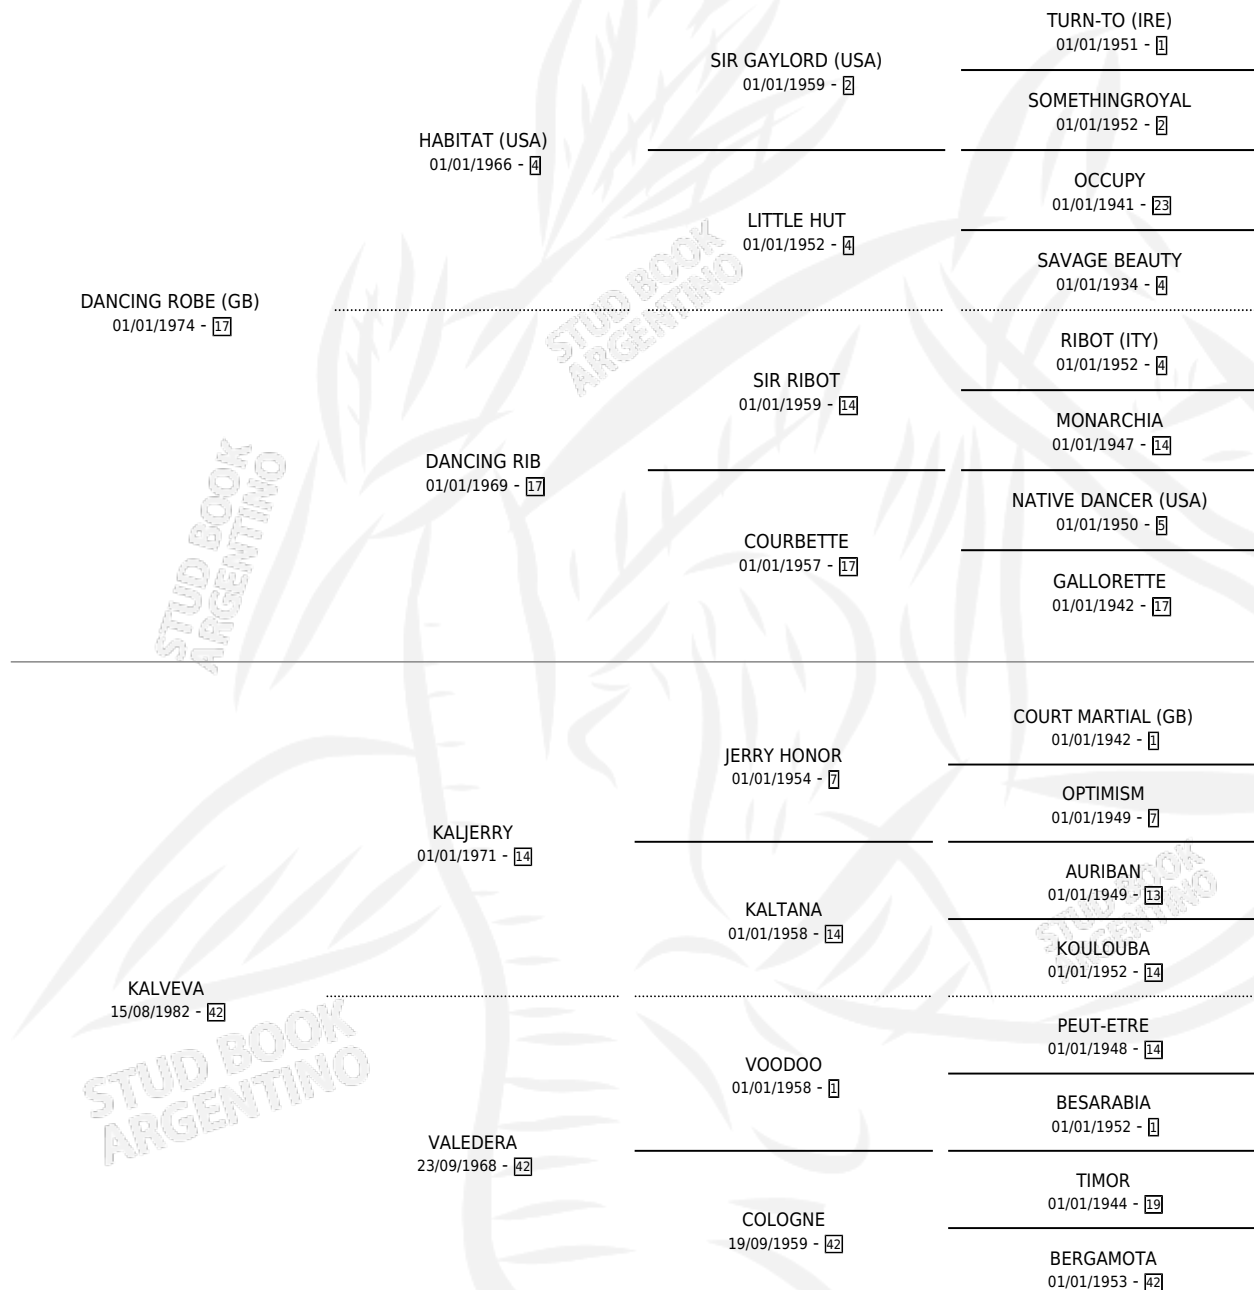 TURN-TO (IRE)
01/01/1951 - 1
SIR GAYLORD (USA)
01/01/1959 - 2
SOMETHINGROYAL
01/01/1952 - 2
HABITAT (USA)
01/01/1966 - 4
OCCUPY
01/01/1941 - 23
LITTLE HUT
01/01/1952 - 4
SAVAGE BEAUTY
01/01/1934 - 4
DANCING ROBE (GB)
01/01/1974 - 17
STUD BOOK
ARGENTINO
RIBOT (ITY)
01/01/1952 - 4
SIR RIBOT
01/01/1959 - 14
MONARCHIA
01/01/1947 - 14
DANCING RIB
01/01/1969 - 17
NATIVE DANCER (USA)
01/01/1950 - 5
COURBETTE
01/01/1957 - 17
GALLORETTE
01/01/1942 - 17
STUD BOOK
ARGENTINO
COURT MARTIAL (GB)
01/01/1942 - 1
JERRY HONOR
01/01/1954 - 7
OPTIMISM
01/01/1949 - 7
KALJERRY
01/01/1971 - 14
AURIBAN
01/01/1949 - 13
KALTANA
01/01/1958 - 14
KOULOUBA
01/01/1952 - 14
STUD BOOK
ARGENTINO
KALVEVA
15/08/1982 - 42
PEUT-ETRE
01/01/1948 - 14
VOODOO
01/01/1958 - 1
BESARABIA
01/01/1952 - 1
STUD BOOK
ARGENTINO
VALEDERA
23/09/1968 - 42
TIMOR
01/01/1944 - 19
COLOGNE
19/09/1959 - 42
BERGAMOTA
01/01/1953 - 42